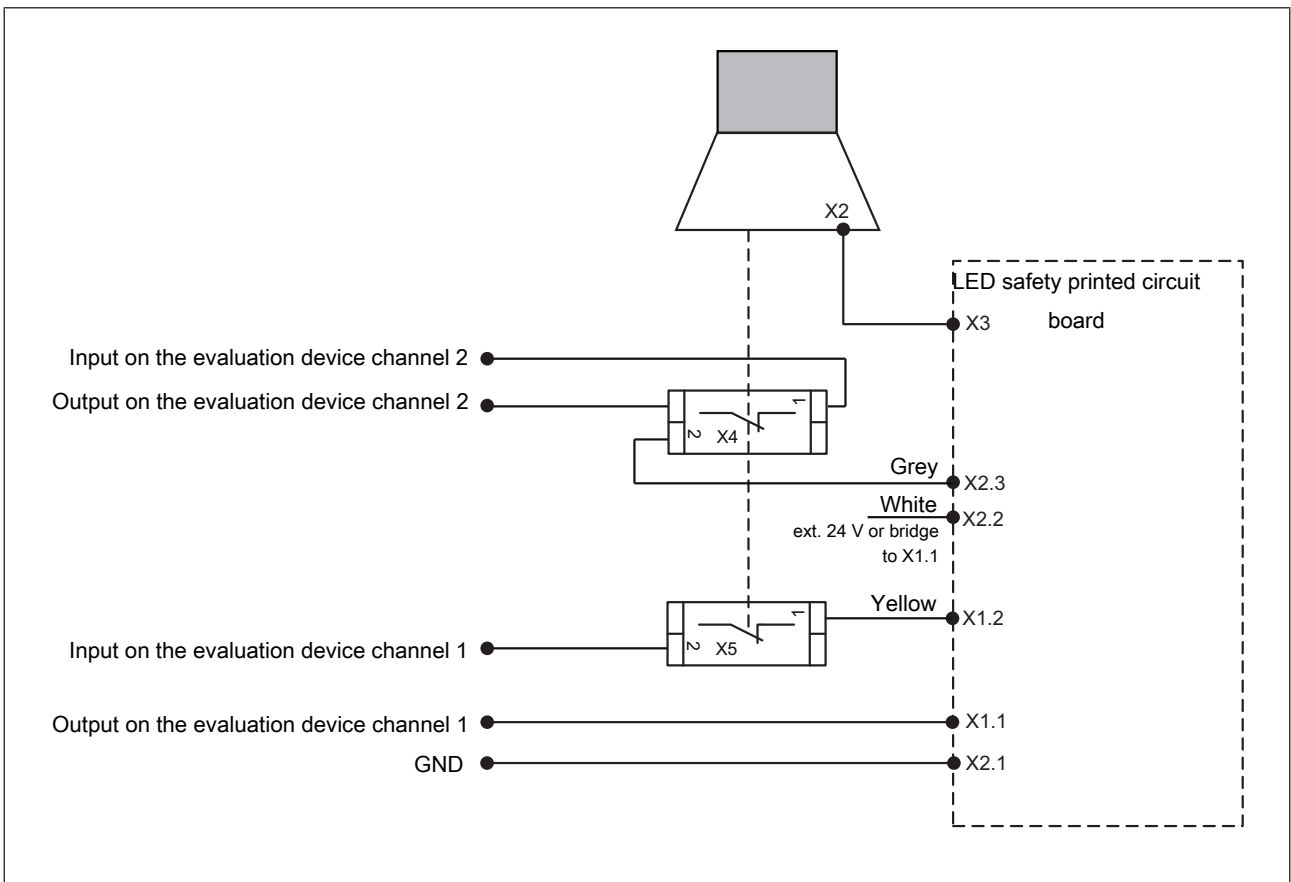 X2
LED safety printed circuit
board
X3
Input on the evaluation device channel 2
Output on the evaluation device channel 2
1
2
X4
Grey
X2.3
White
X2.2
ext. 24 V or bridge
to X1.1
1
Yellow
X1.2
2
X5
Input on the evaluation device channel 1
Output on the evaluation device channel 1
X1.1
GND
X2.1